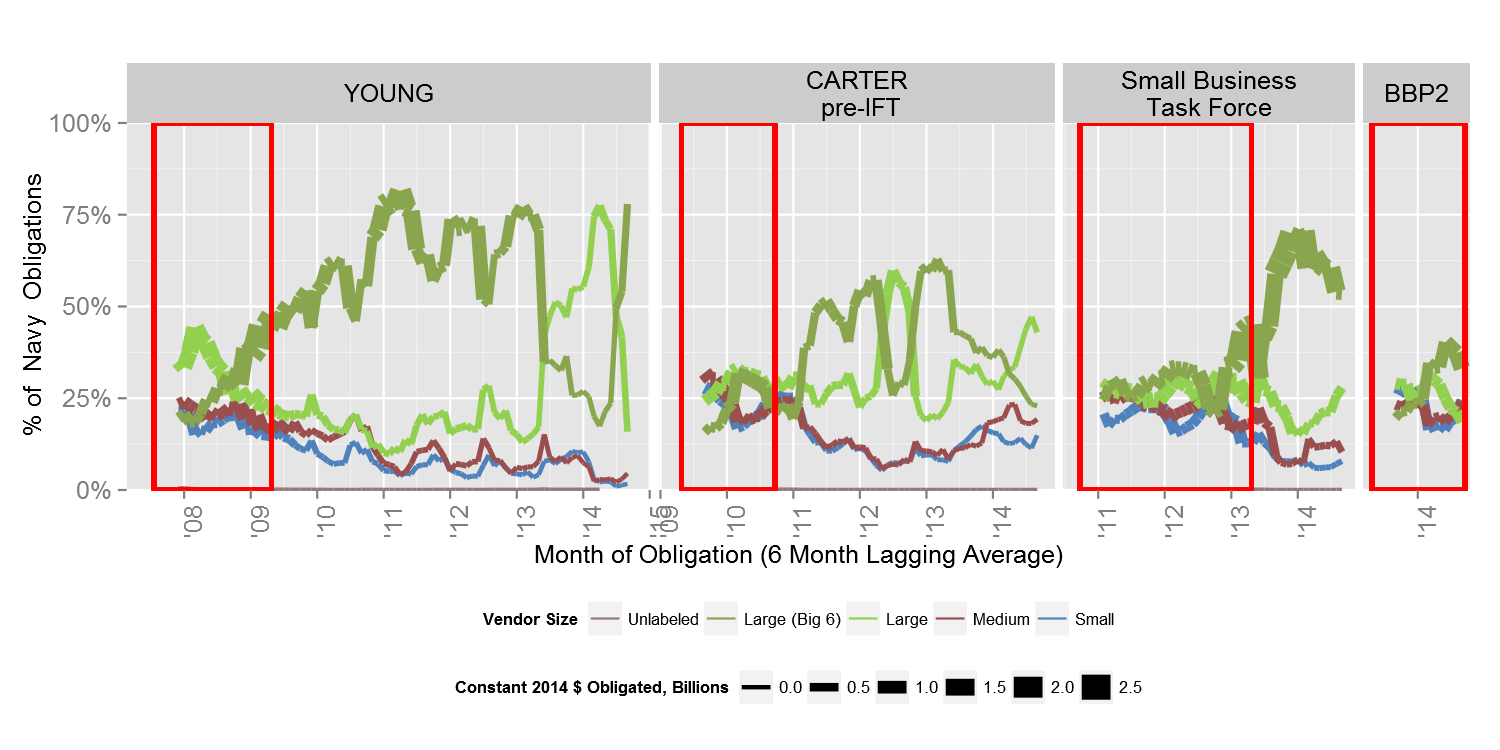 YOUNG
CARTER
pre-IFT
Small Business
Task Force
BBP2
% of Navy Obligations
100%
75%
50%
25%
0%
'08
'09
'10
'11
'12
'13
'14
'15
'09
'10
'11
'12
'13
'14
'11
'12
'13
'14
'14
Month of Obligation (6 Month Lagging Average)
Vendor Size Unlabeled Large (Big 6) Large Medium Small
Constant 2014 $ Obligated, Billions 0.0 0.5 1.0 1.5 2.0 2.5